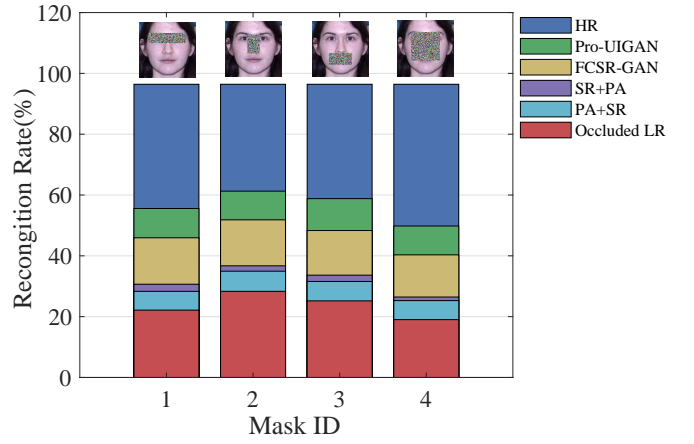 120
100
80
60
40
20
0
Recongition Rate(%)
1
2
3
4
Mask ID
HR
Pro-UIGAN
FCSR-GAN
SR+PA
PA+SR
Occluded LR